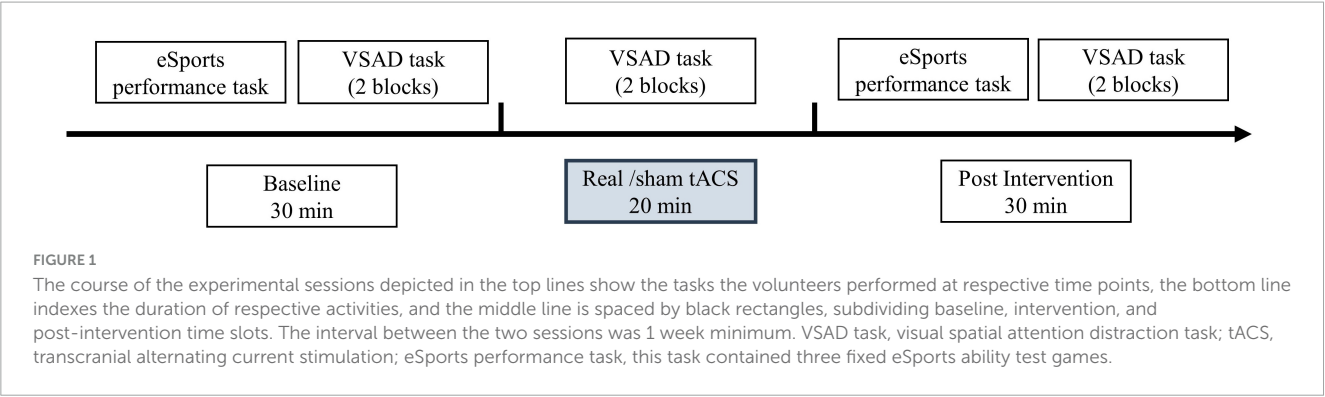 eSports
performance task
VSAD task
(2 blocks)
VSAD task
(2 blocks)
eSports
performance task
VSAD task
(2 blocks)
Baseline
30 min
Real /sham tACS
20 min
Post Intervention
30 min
FIGURE 1
The course of the experimental sessions depicted in the top lines show the tasks the volunteers performed at respective time points, the bottom line
indexes the duration of respective activities, and the middle line is spaced by black rectangles, subdividing baseline, intervention, and
post-intervention time slots. The interval between the two sessions was 1 week minimum. VSAD task, visual spatial attention distraction task; tACS,
transcranial alternating current stimulation; eSports performance task, this task contained three fixed eSports ability test games.